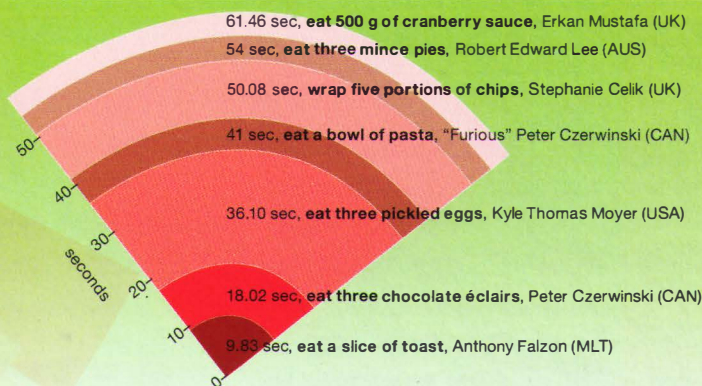 61.46 sec, eat 500 g of cranberry sauce, Erkan Mustafa (UK)
54 sec, eat three mince pies, Robert Edward Lee (AUS)
50.08 sec, wrap five portions of chips, Stephanie Celik (UK)
41 sec, eat a bowl of pasta, "Furious" Peter Czerwinski (CAN)
36.10 sec, eat three pickled eggs, Kyle Thomas Moyer (USA)
18.02 sec, eat three chocolate éclairs, Peter Czerwinski (CAN)
9.83 sec, eat a slice of toast, Anthony Falzon (MLT)
50
40
30
20
10
0
seconds